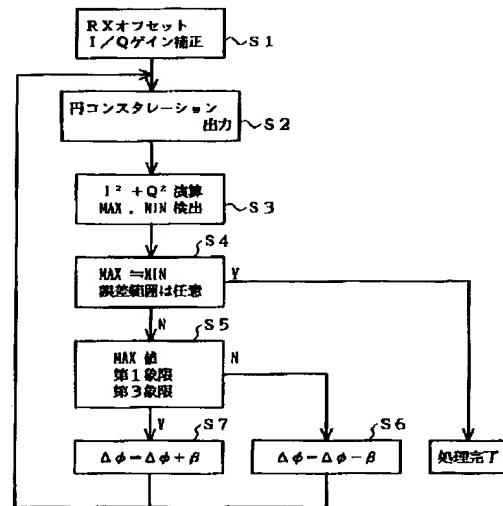 RXオフセット
I/Qゲイン補正
S1
円コンスタレーション
出力
S2
I² +Q² 演算
MAX . MIN 検出
S3
S4
MAX ≒MIN
誤差範囲は任意
Y
N
S5
MAX 値
第1象限
第3象限
N
Y
S7
Δφ=Δφ+β
S6
Δφ=Δφ-β
処理完了